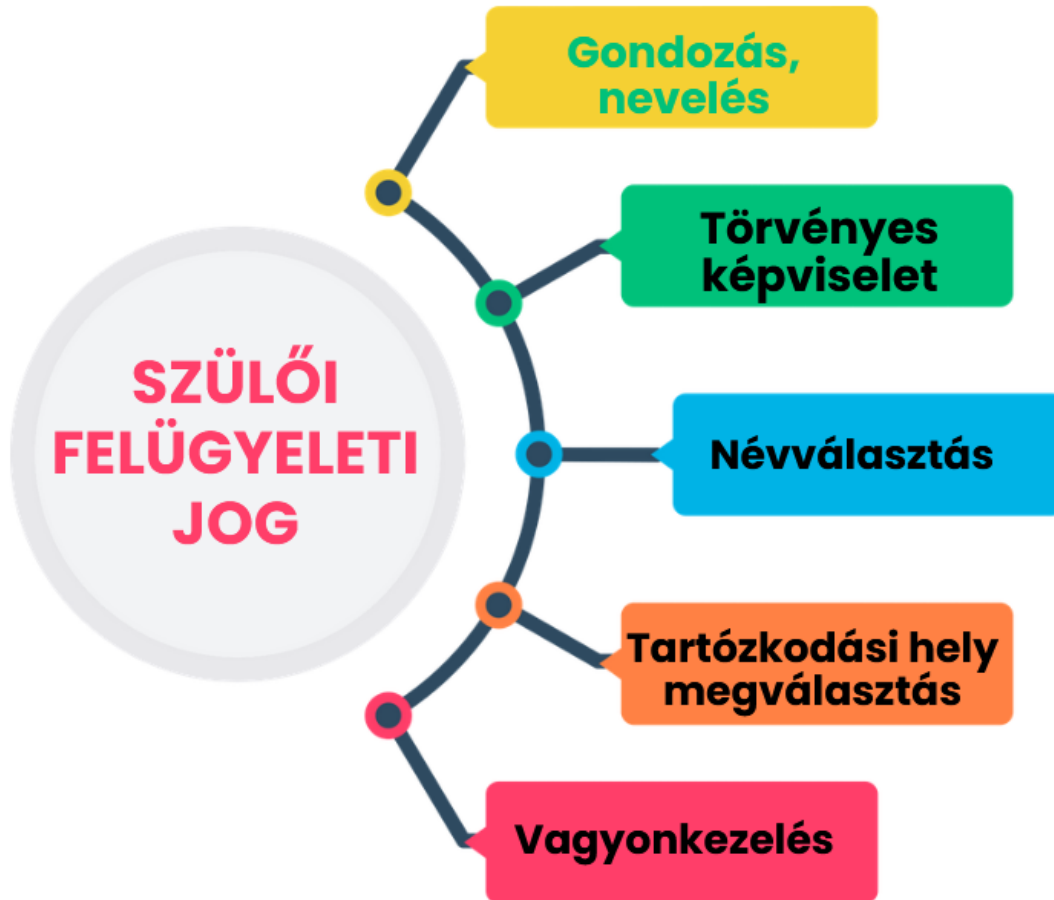 SZÜLŐI
FELÜGYELETI
JOG
Gondozás,
nevelés
Törvényes
képviselet
Névválasztás
Tartózkodási hely
megválasztás
Vagyonkezelés